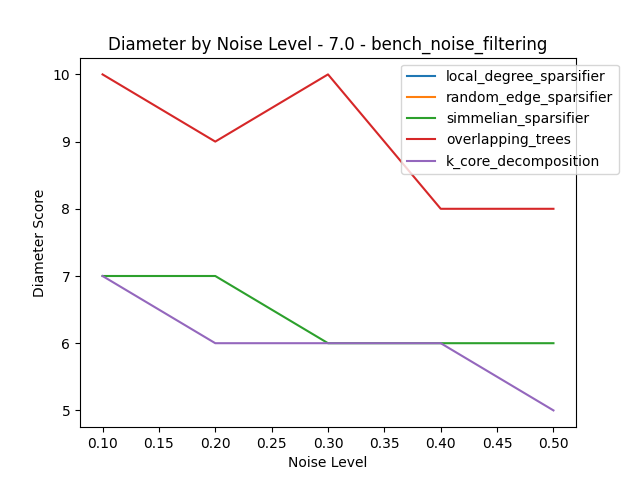 Diameter by Noise Level - 7.0 - bench_noise_filtering
local_degree_sparsifier
random_edge_sparsifier
simmelian_sparsifier
overlapping_trees
k_core_decomposition
Diameter Score
10
9
8
7
6
5
0.10 0.15 0.20 0.25 0.30 0.35 0.40 0.45 0.50
Noise Level